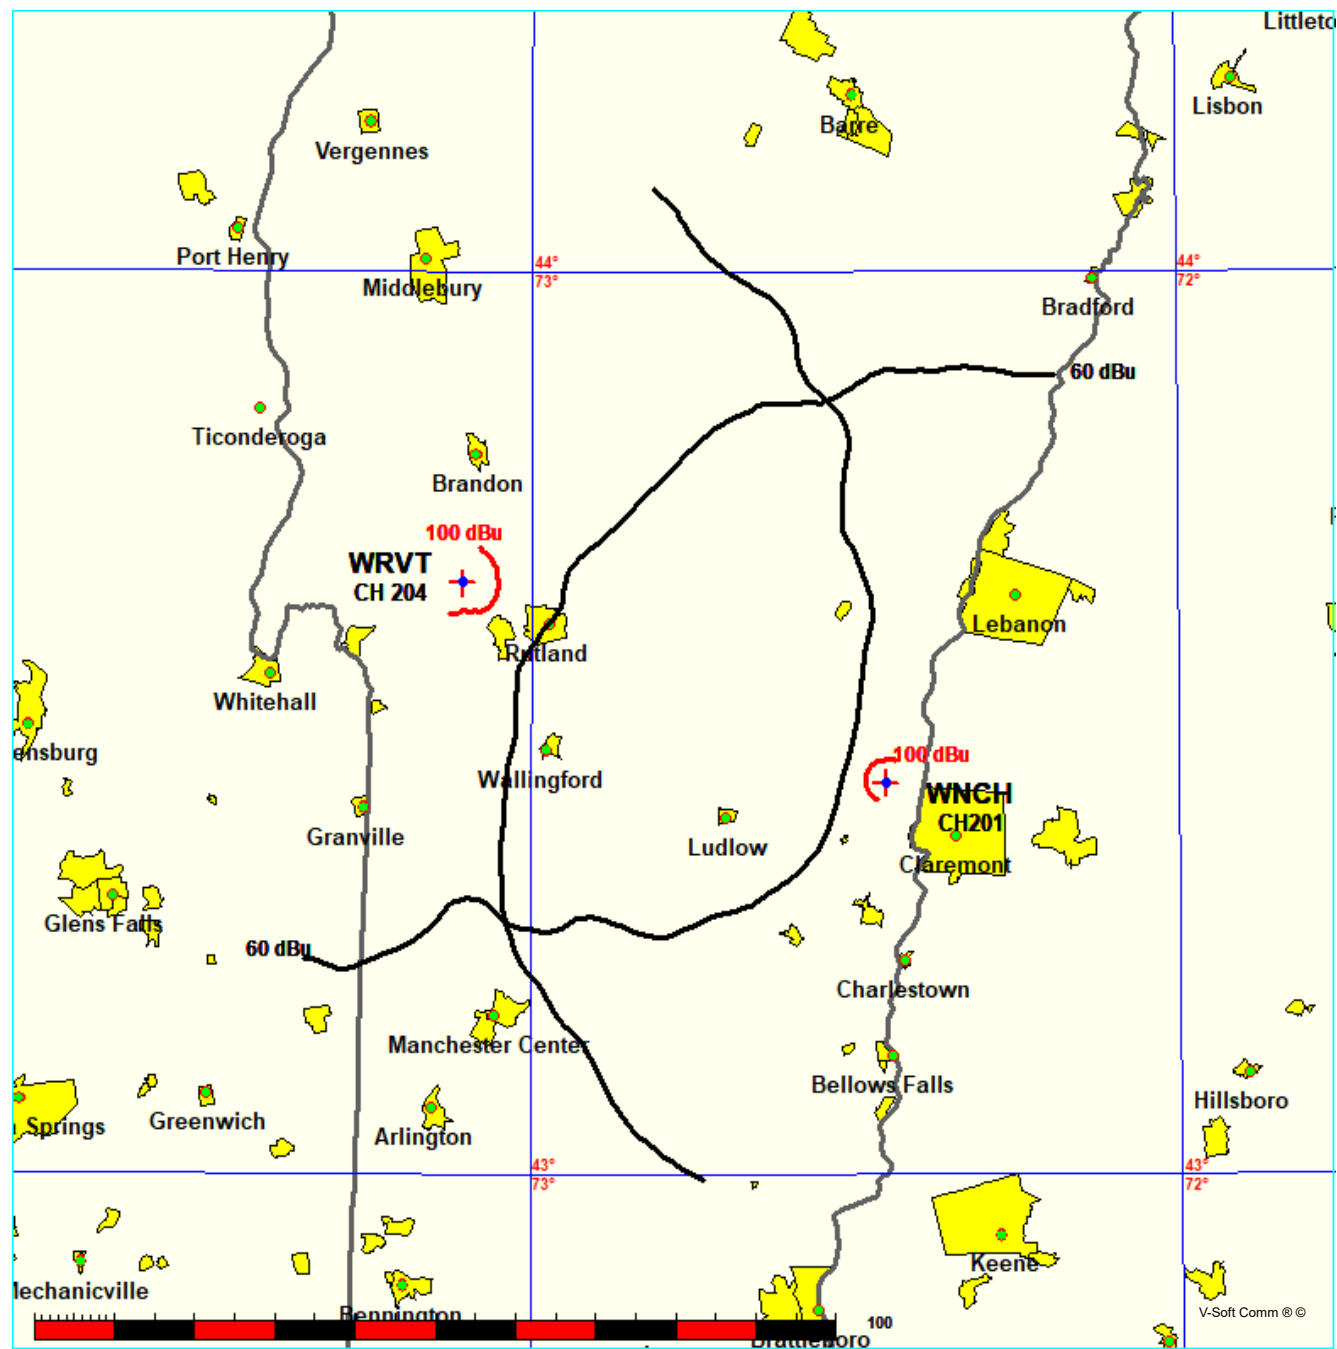 Littleto
Lisbon
Barre
Vergennes
Port Henry
44°
73°
44°
72°
Middlebury
Bradford
60 dBu
Ticonderoga
Brandon
100 dBu
WRVT
CH 204
Lebanon
Rutland
Whitehall
ensburg
Wallingford
100 dBu
WNCH
CH201
Granville
Ludlow
Claremont
Glens Falls
60 dBu
Charlestown
Manchester Center
Bellows Falls
Hillsboro
Springs
Greenwich
Arlington
43°
73°
43°
72°
Keene
Mechanicville
Bennington
V-Soft Comm ® ©
100
Brattleboro